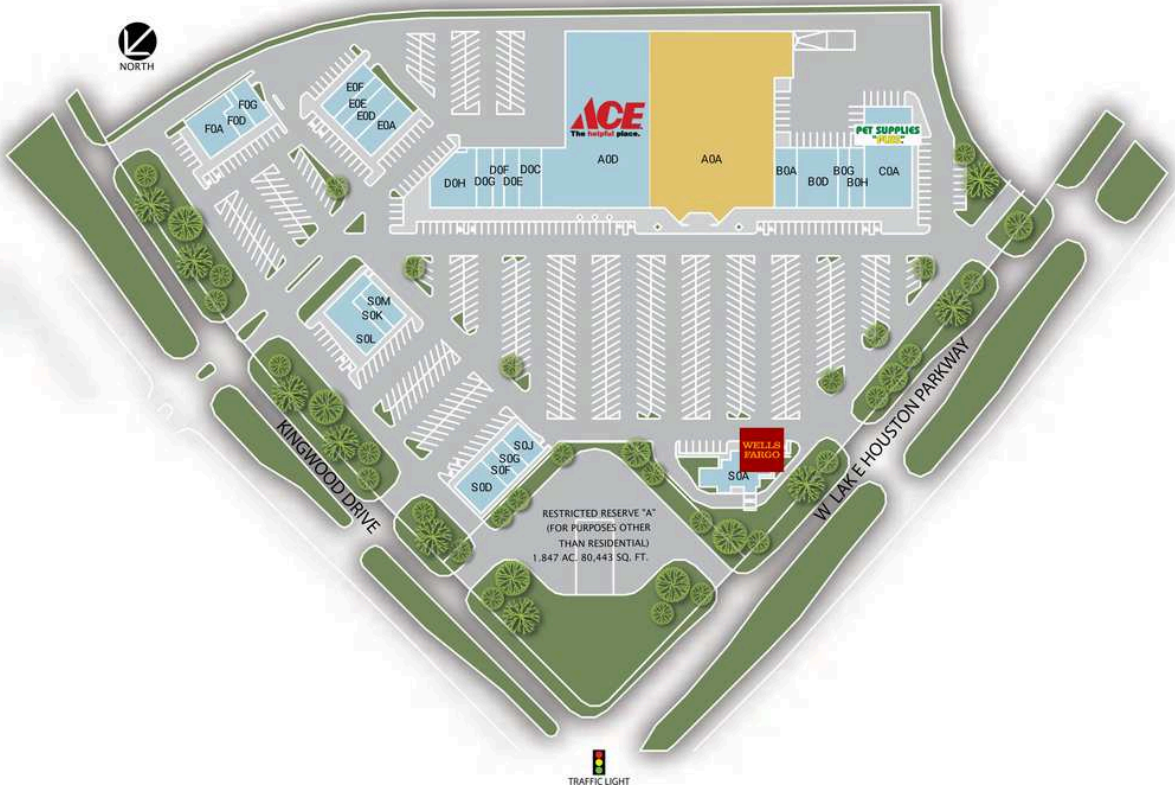 NORTH
F0G
F0D
F0A
E0F
E0E
E0D
E0A
ACE
The helpful place.
A0D
A0A
PET SUPPLIES
"PLUS"
D0H
D0G
D0F
D0E
D0C
B0A
B0D
B0G
B0H
C0A
S0M
S0K
S0L
KINGWOOD DRIVE
W LAKE HOUSTON PARKWAY
S0J
S0G
S0F
S0D
WELLS
FARGO
S0A
RESTRICTED RESERVE "A"
(FOR PURPOSES OTHER
THAN RESIDENTIAL)
1.847 AC. 80,443 SQ. FT.
TRAFFIC LIGHT